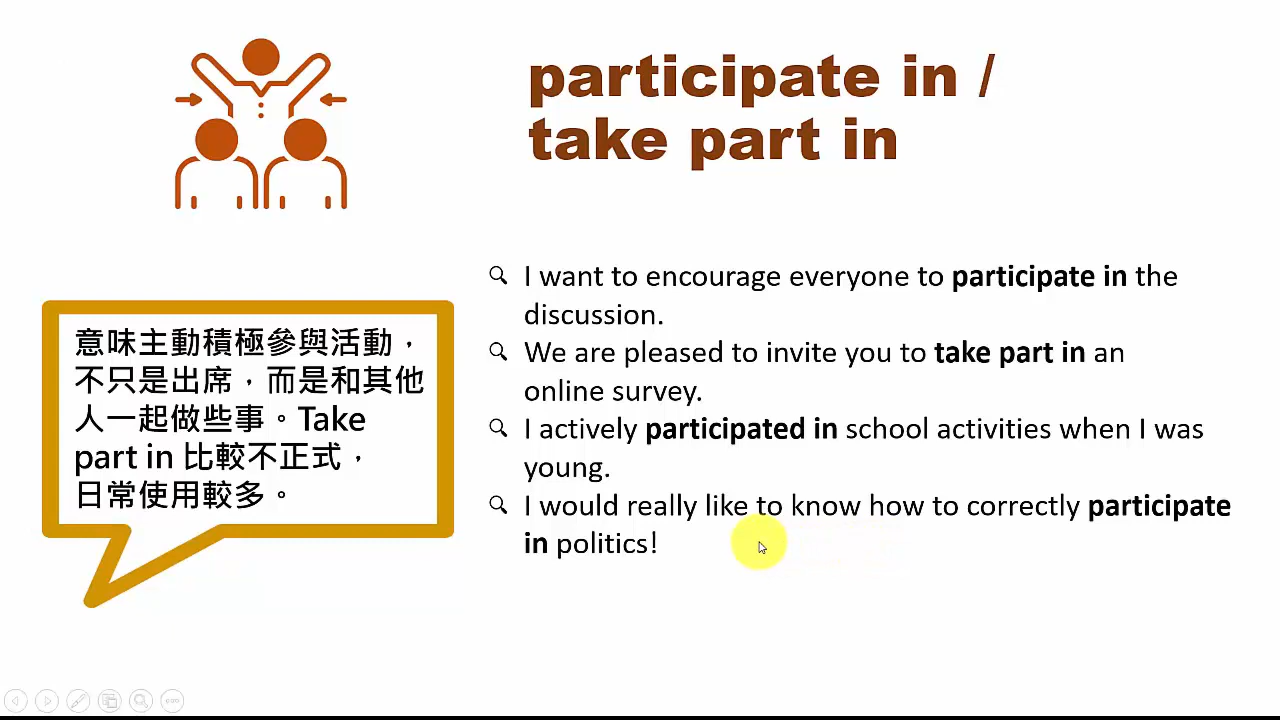 participate in /
take part in
意味主動積極參與活動，
不只是出席，而是和其他
人一起做些事。Take
part in 比較不正式，
日常使用較多。
I want to encourage everyone to participate in the
discussion.
We are pleased to invite you to take part in an
online survey.
I actively participated in school activities when I was
young.
I would really like to know how to correctly participate
in politics!